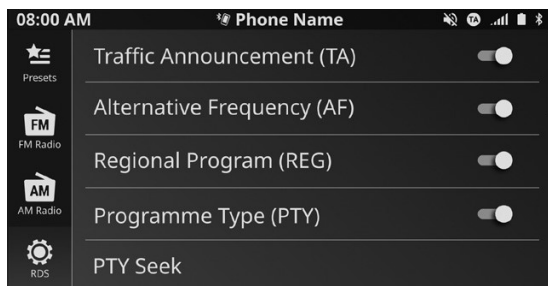 08:00 AM
Phone Name
TA
Presets
Traffic Announcement (TA)
FM
FM Radio
Alternative Frequency (AF)
Regional Program (REG)
AM
AM Radio
Programme Type (PTY)
RDS
PTY Seek